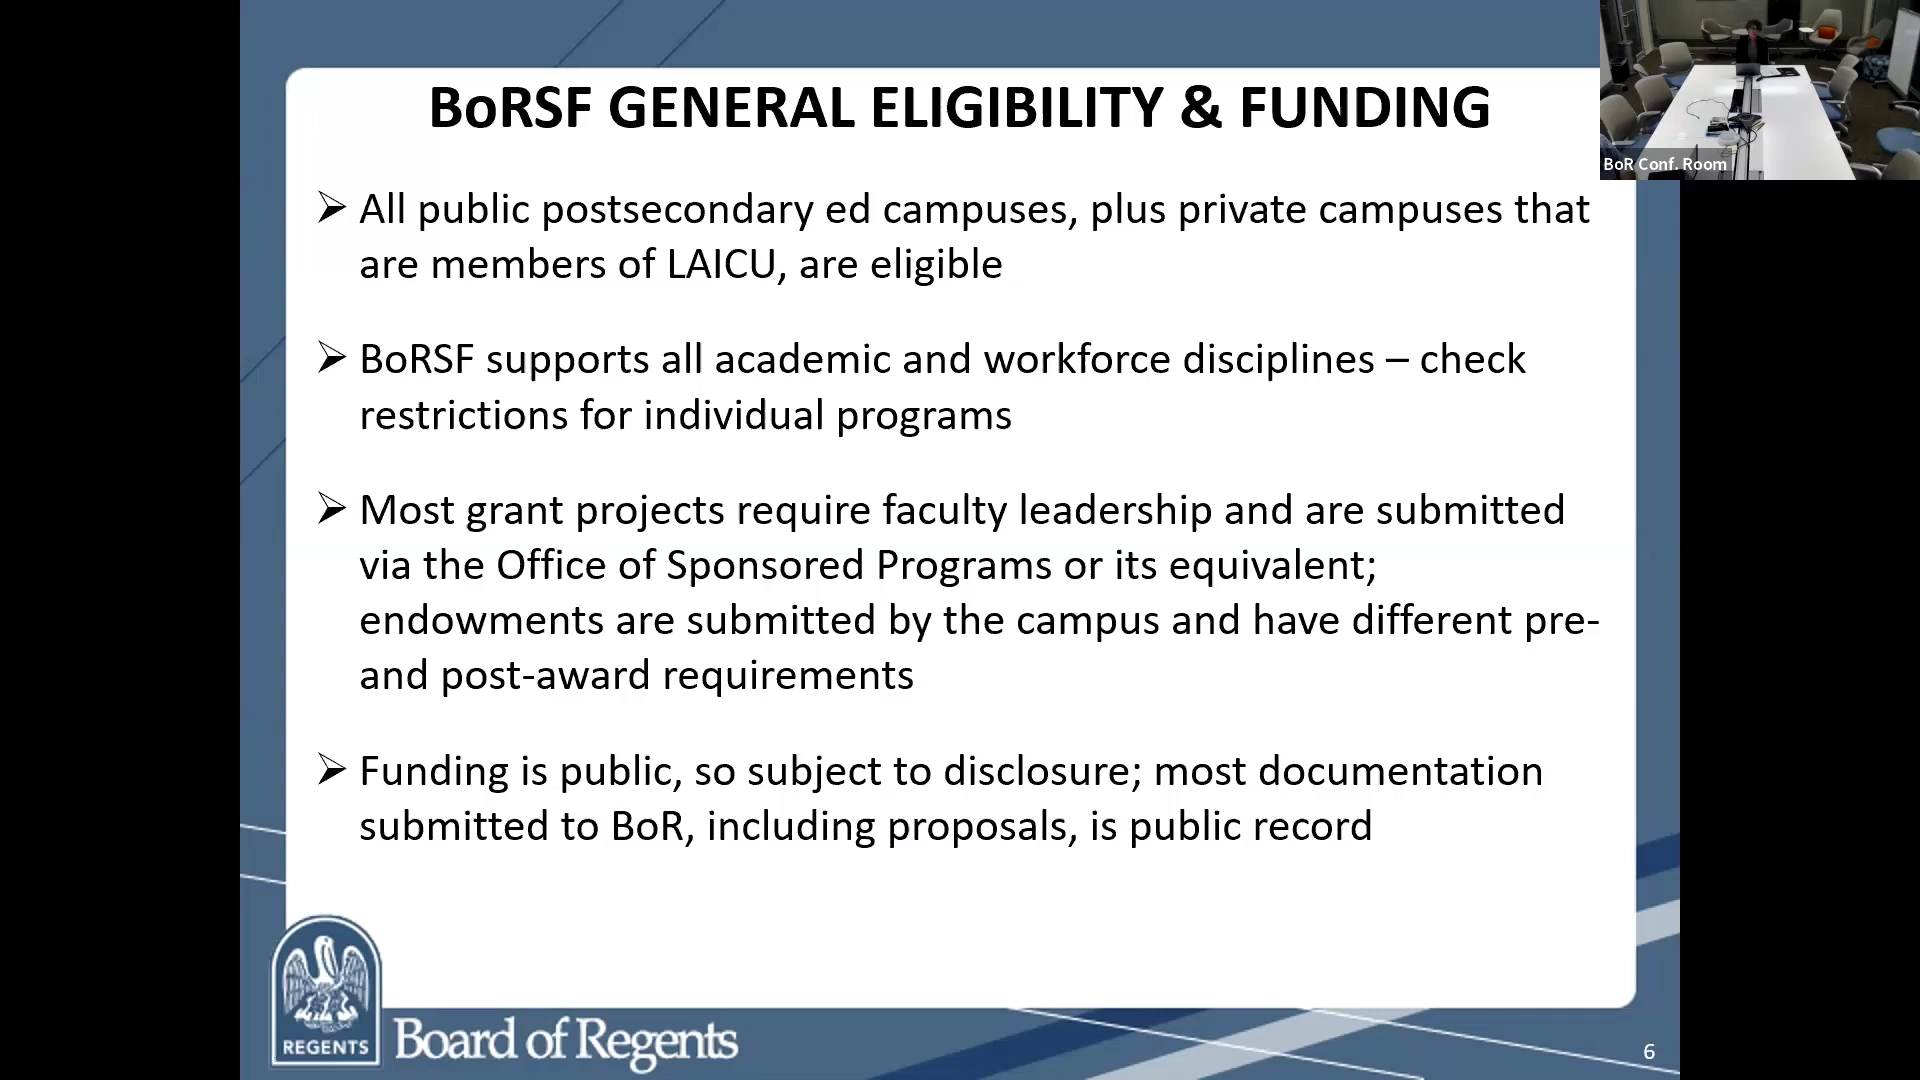 BoRSF GENERAL ELIGIBILITY & FUNDING
BoR Conf. Room
➢ All public postsecondary ed campuses, plus private campuses that
are members of LAICU, are eligible
➢ BoRSF supports all academic and workforce disciplines – check
restrictions for individual programs
➢ Most grant projects require faculty leadership and are submitted
via the Office of Sponsored Programs or its equivalent;
endowments are submitted by the campus and have different pre-
and post-award requirements
➢ Funding is public, so subject to disclosure; most documentation
submitted to BoR, including proposals, is public record
REGENTS
Board of Regents
6